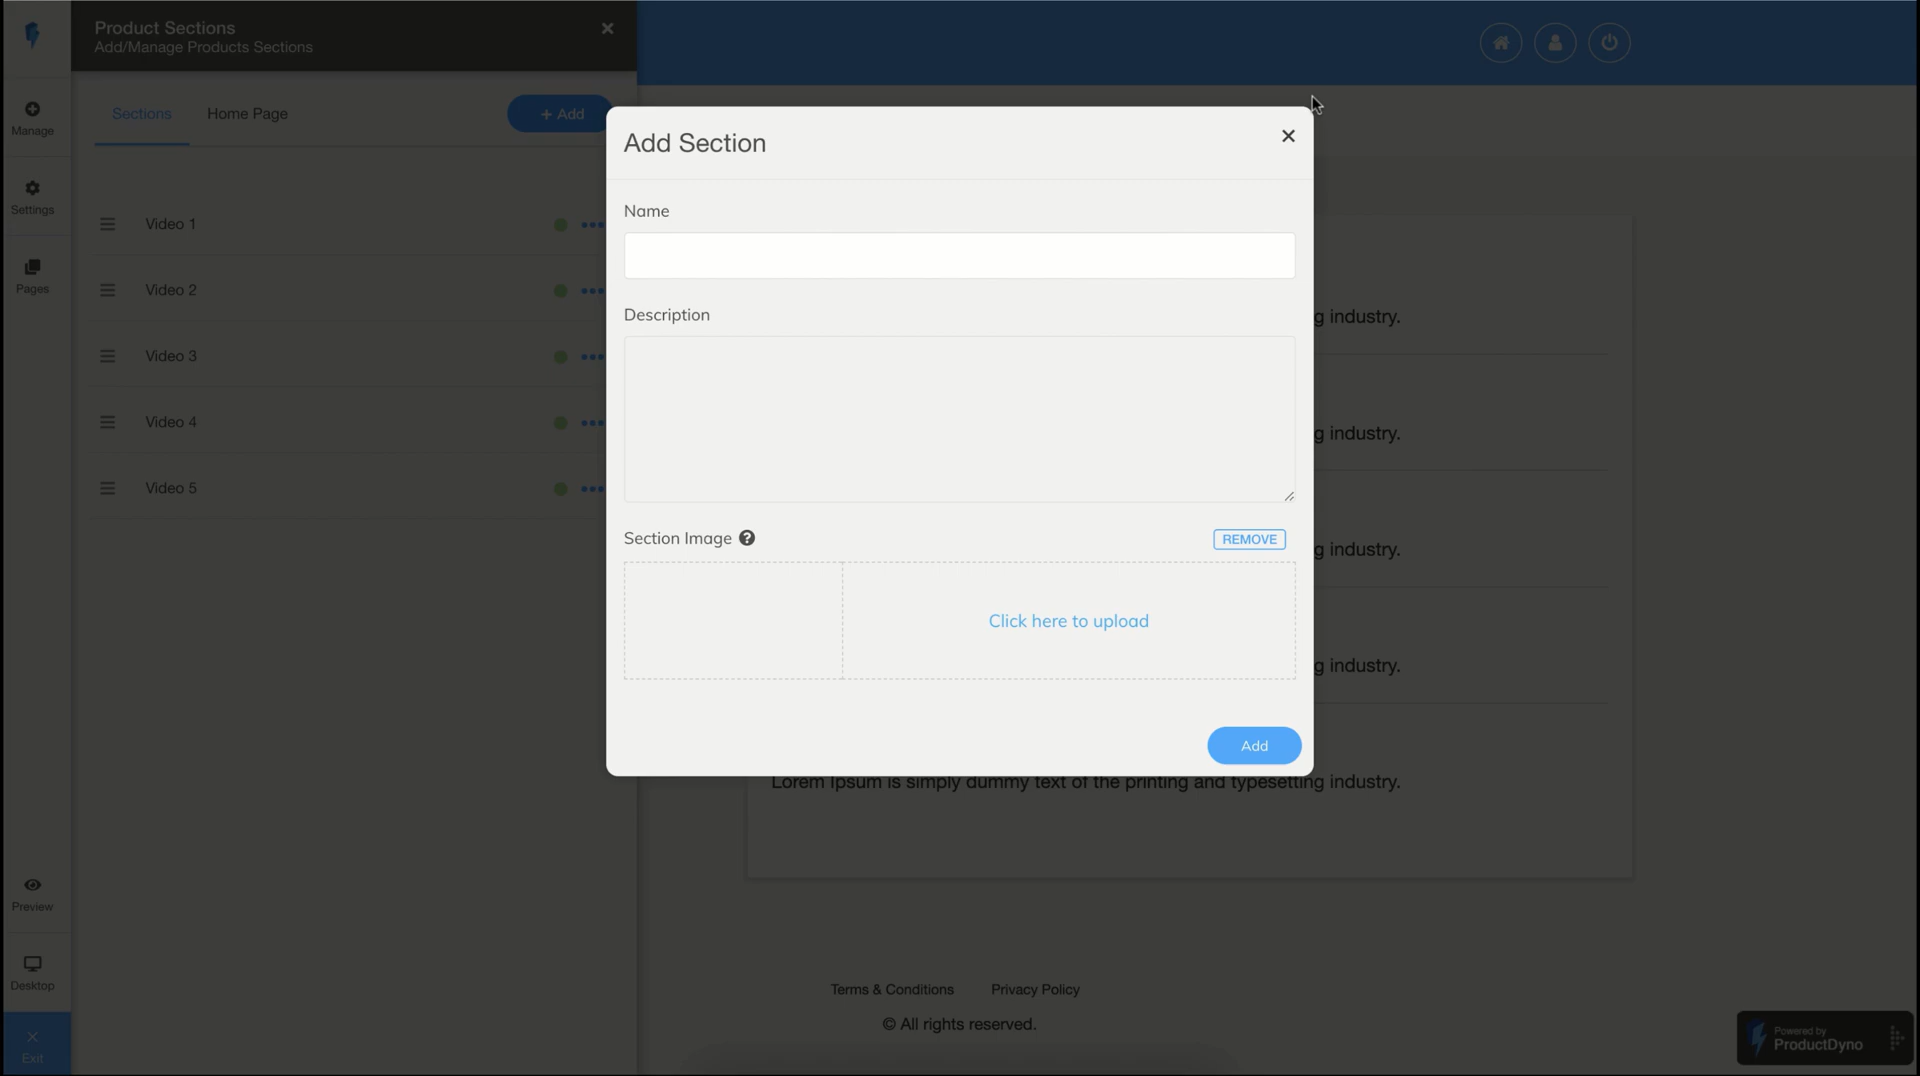 Product Sections
Add/Manage Products Sections
Manage
Settings
Pages
Preview
Desktop
Exit
Sections
Home Page
+ Add
Video 1
Video 2
Video 3
Video 4
Video 5
Add Section
Name
Description
Section Image
REMOVE
Click here to upload
Add
g industry.
g industry.
g industry.
g industry.
Lorem Ipsum is simply dummy text of the printing and typesetting industry.
Terms & Conditions
Privacy Policy
© All rights reserved.
Powered by
ProductDyno